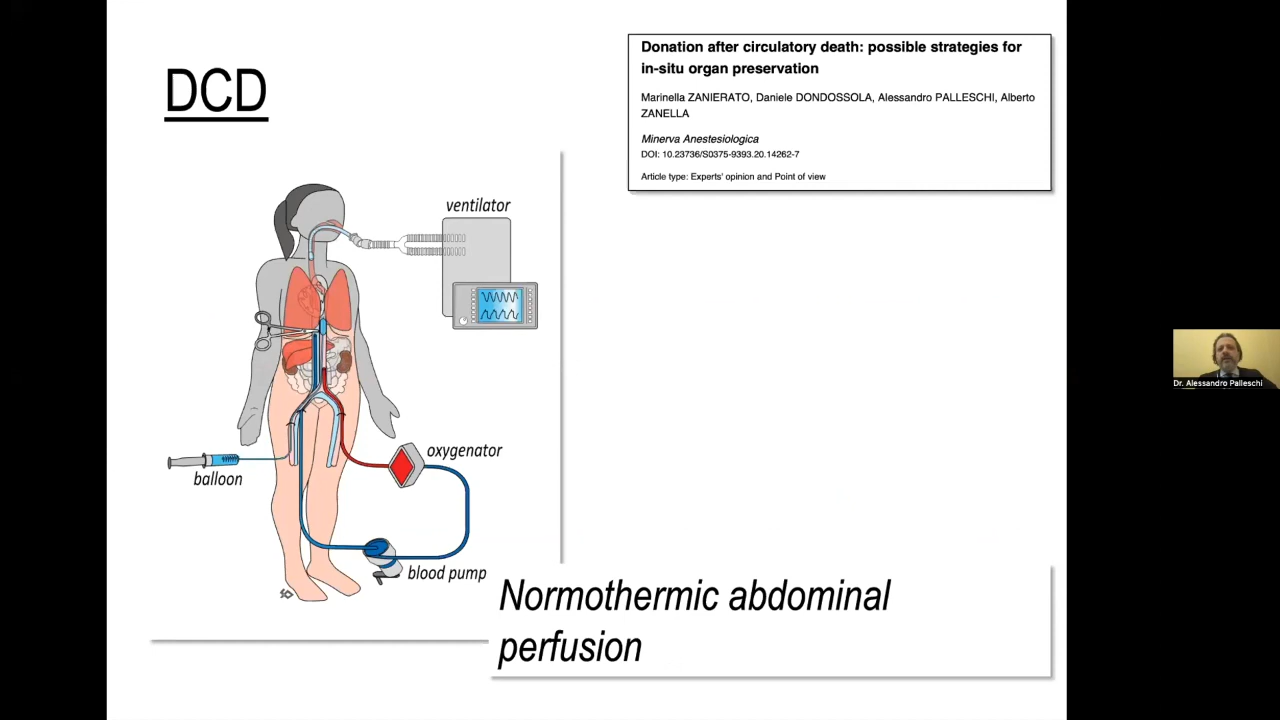 DCD
Donation after circulatory death: possible strategies for
in-situ organ preservation
Marinella ZANIERATO, Daniele DONDOSSOLA, Alessandro PALLESCHI, Alberto
ZANELLA
Minerva Anestesiologica
DOI: 10.23736/S0375-9393.20.14262-7
Article type: Experts' opinion and Point of view
ventilator
oxygenator
balloon
blood pump
Normothermic abdominal
perfusion
Dr. Alessandro Palleschi